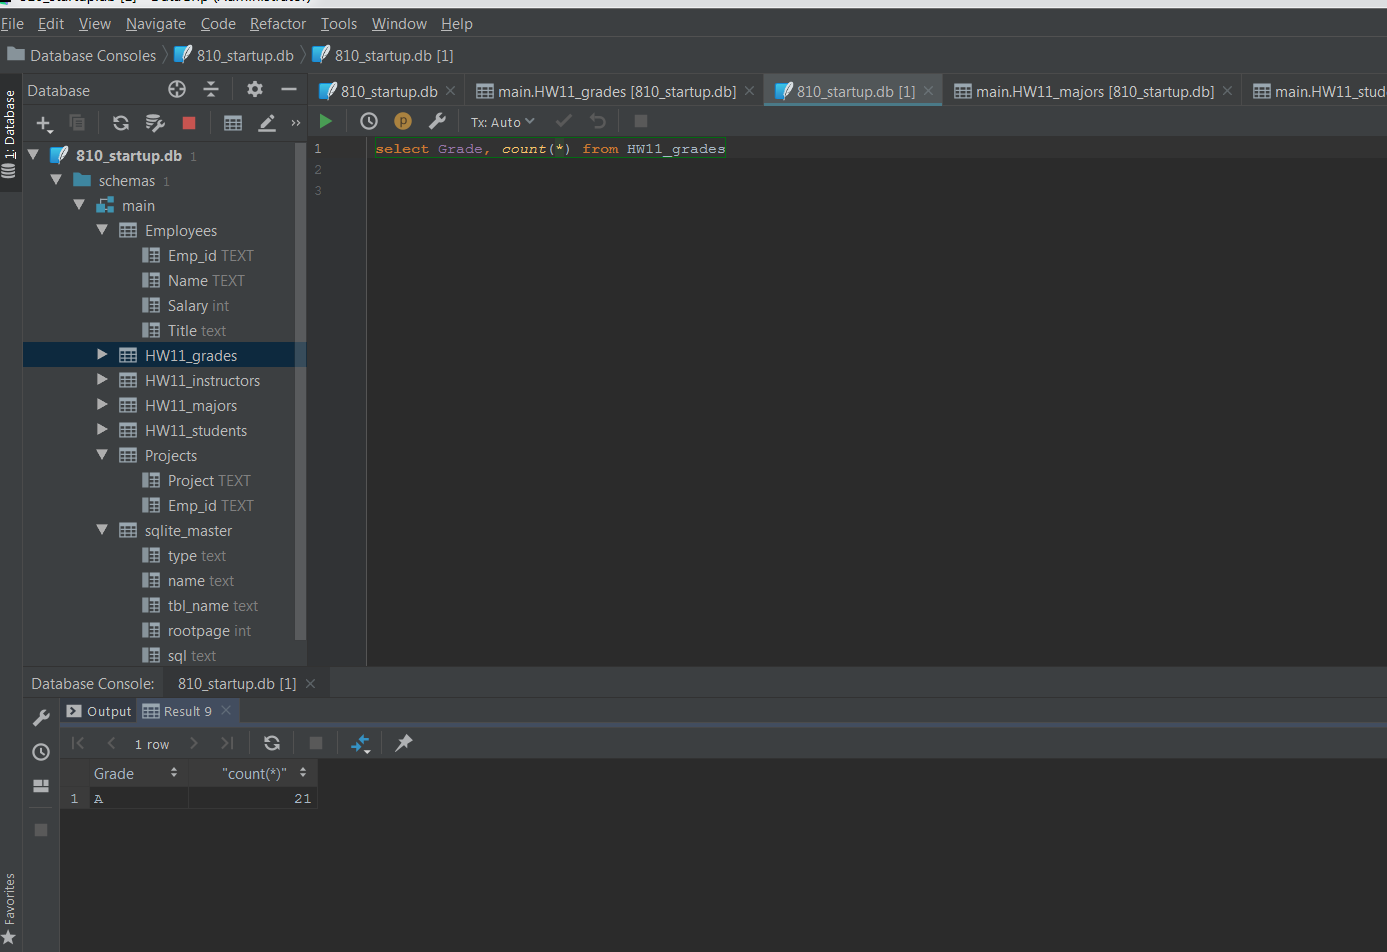 File Edit View Navigate Code Refactor Tools Window Help
Database Consoles 810_startup.db 810_startup.db [1]
1: Database
Database
810_startup.db
main.HW11_grades [810_startup.db]
810_startup.db [1]
main.HW11_majors [810_startup.db]
main.HW11_stud
Tx: Auto
810_startup.db 1
schemas 1
main
Employees
Emp_id TEXT
Name TEXT
Salary int
Title text
HW11_grades
HW11_instructors
HW11_majors
HW11_students
Projects
Project TEXT
Emp_id TEXT
sqlite_master
type text
name text
tbl_name text
rootpage int
sql text
1 select Grade, count(*) from HW11_grades
2
3
Database Console: 810_startup.db [1]
Output Result 9
1 row
Grade "count(*)"
1 A 21
Favorites